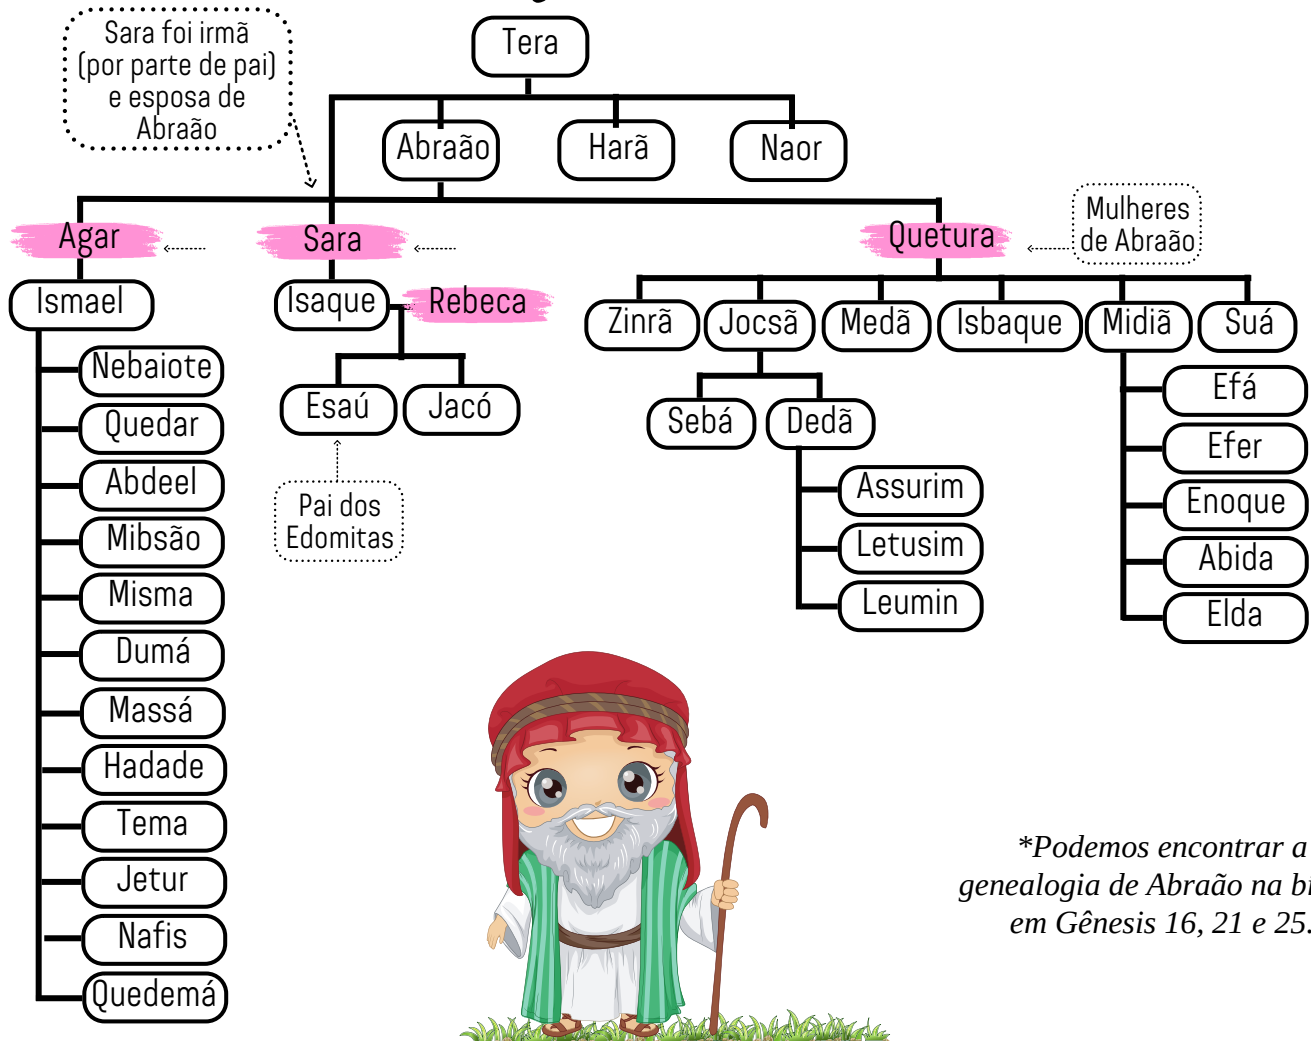 Sara foi irmã
(por parte de pai)
e esposa de
Abraão
Tera
Abraão
Harã
Naor
Agar
Sara
Quetura
Mulheres
de Abraão
Ismael
Isaque
Rebeca
Zinrã
Jocsã
Medã
Isbaque
Midiã
Suá
Nebaiote
Quedar
Abdeel
Mibsão
Misma
Dumá
Massá
Hadade
Tema
Jetur
Nafis
Quedemá
Esaú
Jacó
Pai dos
Edomitas
Sebá
Dedã
Assurim
Letusim
Leumin
Efá
Efer
Enoque
Abida
Elda
*Podemos encontrar a
genealogia de Abraão na
em Gênesis 16, 21 e 25.